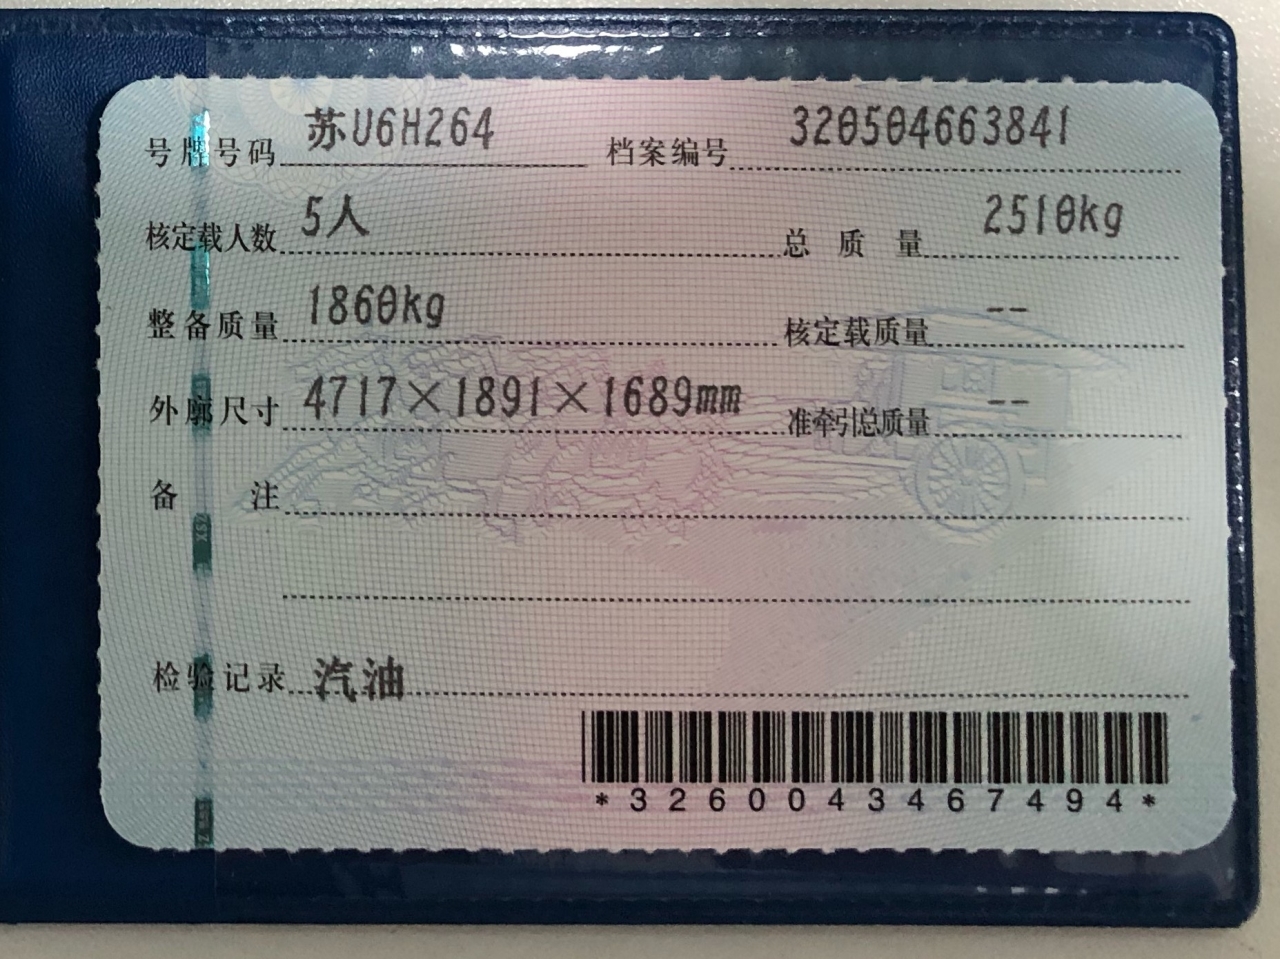 号牌号码 苏U6H264 档案编号 320504663841
核定载人数 5人 总质量 2510kg
整备质量 1860kg 核定载质量 --
外廓尺寸 4717×1891×1689mm 准牵引总质量 --
备注
检验记录 汽油
*3260043467494*